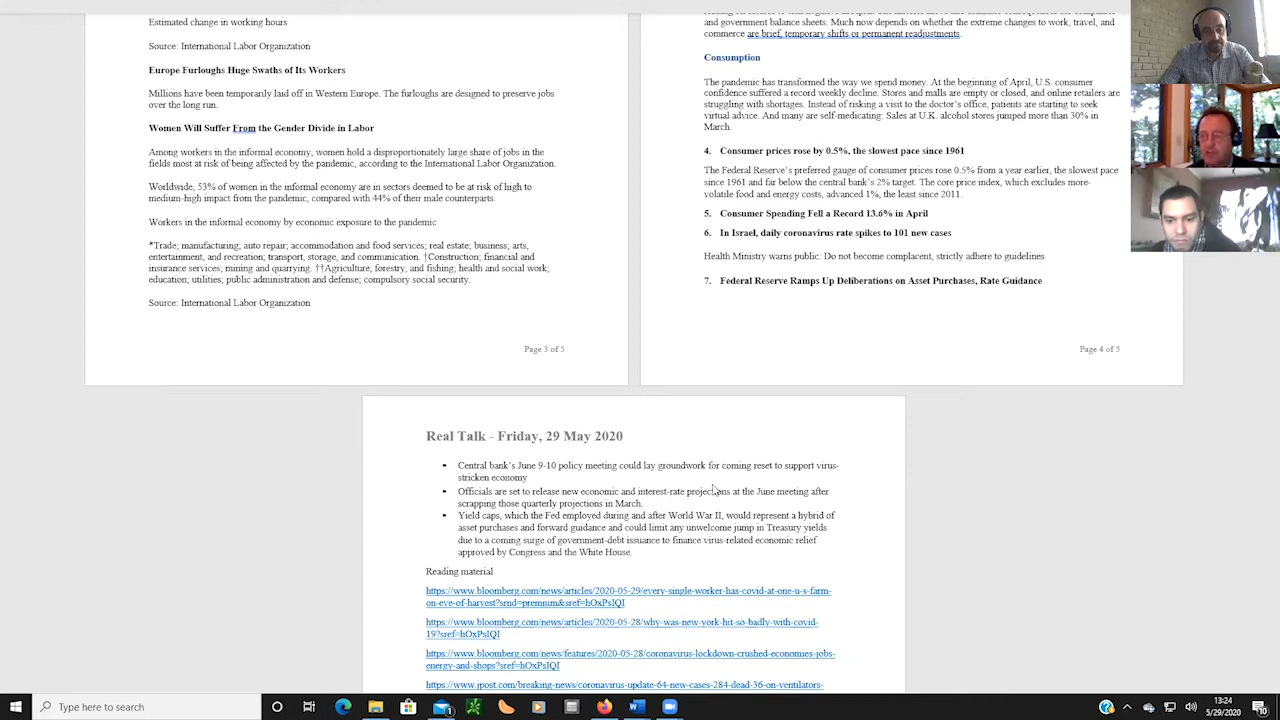 Estimated change in working hours
Source: International Labor Organization
Europe Furloughs Huge Swaths of Its Workers
Millions have been temporarily laid off in Western Europe. The furloughs are designed to preserve jobs
over the long run.
Women Will Suffer From the Gender Divide in Labor
Among workers in the informal economy, women hold a disproportionately large share of jobs in the
fields most at risk of being affected by the pandemic, according to the International Labor Organization.
Worldwide, 53% of women in the informal economy are in sectors deemed to be at risk of high to
medium-high impact from the pandemic, compared with 44% of their male counterparts.
Workers in the informal economy by economic exposure to the pandemic
*Trade; manufacturing; auto repair; accommodation and food services; real estate; business; arts,
entertainment, and recreation; transport, storage, and communication. †Construction; financial and
insurance services; mining and quarrying. ††Agriculture, forestry, and fishing; health and social work;
education; utilities; public administration and defense; compulsory social security.
Source: International Labor Organization
Page 3 of 5
and government balance sheets. Much now depends on whether the extreme changes to work, travel, and
commerce are brief, temporary shifts or permanent readjustments.
Consumption
The pandemic has transformed the way we spend money. At the beginning of April, U.S. consumer
confidence suffered a record weekly decline. Stores and malls are empty or closed, and online retailers are
struggling with shortages. Instead of risking a visit to the doctor's office, patients are starting to seek
virtual advice. And many are self-medicating: Sales at U.K. alcohol stores jumped more than 30% in
March.
4. Consumer prices rose by 0.5%, the slowest pace since 1961
The Federal Reserve's preferred gauge of consumer prices rose 0.5% from a year earlier, the slowest pace
since 1961 and far below the central bank's 2% target. The core price index, which excludes more-
volatile food and energy costs, advanced 1%, the least since 2011.
5. Consumer Spending Fell a Record 13.6% in April
6. In Israel, daily coronavirus rate spikes to 101 new cases
Health Ministry warns public: Do not become complacent, strictly adhere to guidelines
7. Federal Reserve Ramps Up Deliberations on Asset Purchases, Rate Guidance
Page 4 of 5
Real Talk - Friday, 29 May 2020
▪ Central bank's June 9-10 policy meeting could lay groundwork for coming reset to support virus-
stricken economy
▪ Officials are set to release new economic and interest-rate projections at the June meeting after
scrapping those quarterly projections in March.
▪ Yield caps, which the Fed employed during and after World War II, would represent a hybrid of
asset purchases and forward guidance and could limit any unwelcome jump in Treasury yields
due to a coming surge of government-debt issuance to finance virus-related economic relief
approved by Congress and the White House.
Reading material
https://www.bloomberg.com/news/articles/2020-05-29/every-single-worker-has-covid-at-one-u-s-farm-
on-eve-of-harvest?srnd=premium&sref=hOxPsIQI
https://www.bloomberg.com/news/articles/2020-05-28/why-was-new-york-hit-so-badly-with-covid-
19?sref=hOxPsIQI
https://www.bloomberg.com/news/features/2020-05-28/coronavirus-lockdown-crushed-economies-jobs-
energy-and-shops?sref=hOxPsIQI
https://www.jpost.com/breaking-news/coronavirus-update-64-new-cases-284-dead-36-on-ventilators-
Type here to search
13:24
5/29/2020